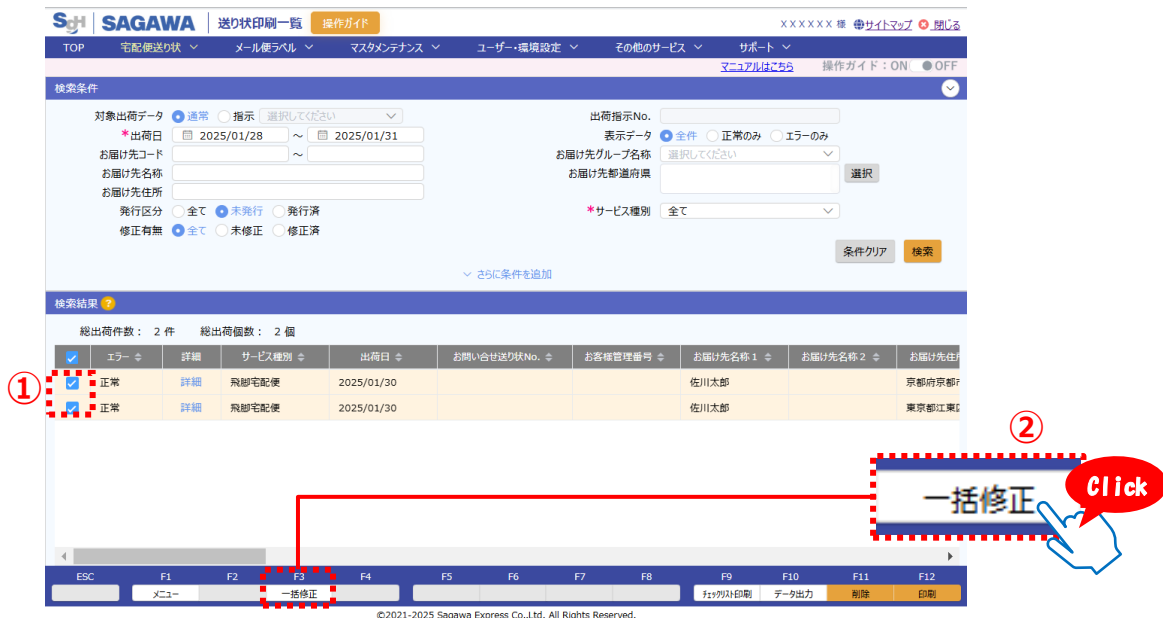 SGH SAGAWA 送り状印刷一覧 操作ガイド XXXXXX 様 サイトマップ 閉じる
TOP 宅配便送り状 メール便ラベル マスタメンテナンス ユーザー・環境設定 その他のサービス サポート
マニュアルはこちら 操作ガイド：ON OFF
検索条件
対象出荷データ 通常 指示 選択してください 出荷指示No.
*出荷日 2025/01/28 ～ 2025/01/31 表示データ 全件 正常のみ エラーのみ
お届け先コード ～ お届け先グループ名称 選択してください
お届け先名称 お届け先都道府県 選択
お届け先住所
発行区分 全て 未発行 発行済 *サービス種別 全て
修正有無 全て 未修正 修正済
条件クリア 検索
さらに条件を追加
検索結果 ?
総出荷件数： 2 件 総出荷個数： 2 個
エラー 詳細 サービス種別 出荷日 お問い合せ送り状No. お客様管理番号 お届け先名称１ お届け先名称２ お届け先住
① 正常 詳細 飛脚宅配便 2025/01/30 佐川太郎 京都府京都
正常 詳細 飛脚宅配便 2025/01/30 佐川太郎 東京都江東
②
一括修正 Click
ESC F1 F2 F3 F4 F5 F6 F7 F8 F9 F10 F11 F12
メニュー 一括修正 チェックリスト印刷 データ出力 削除 印刷
©2021-2025 Sagawa Express Co.,Ltd. All Rights Reserved.